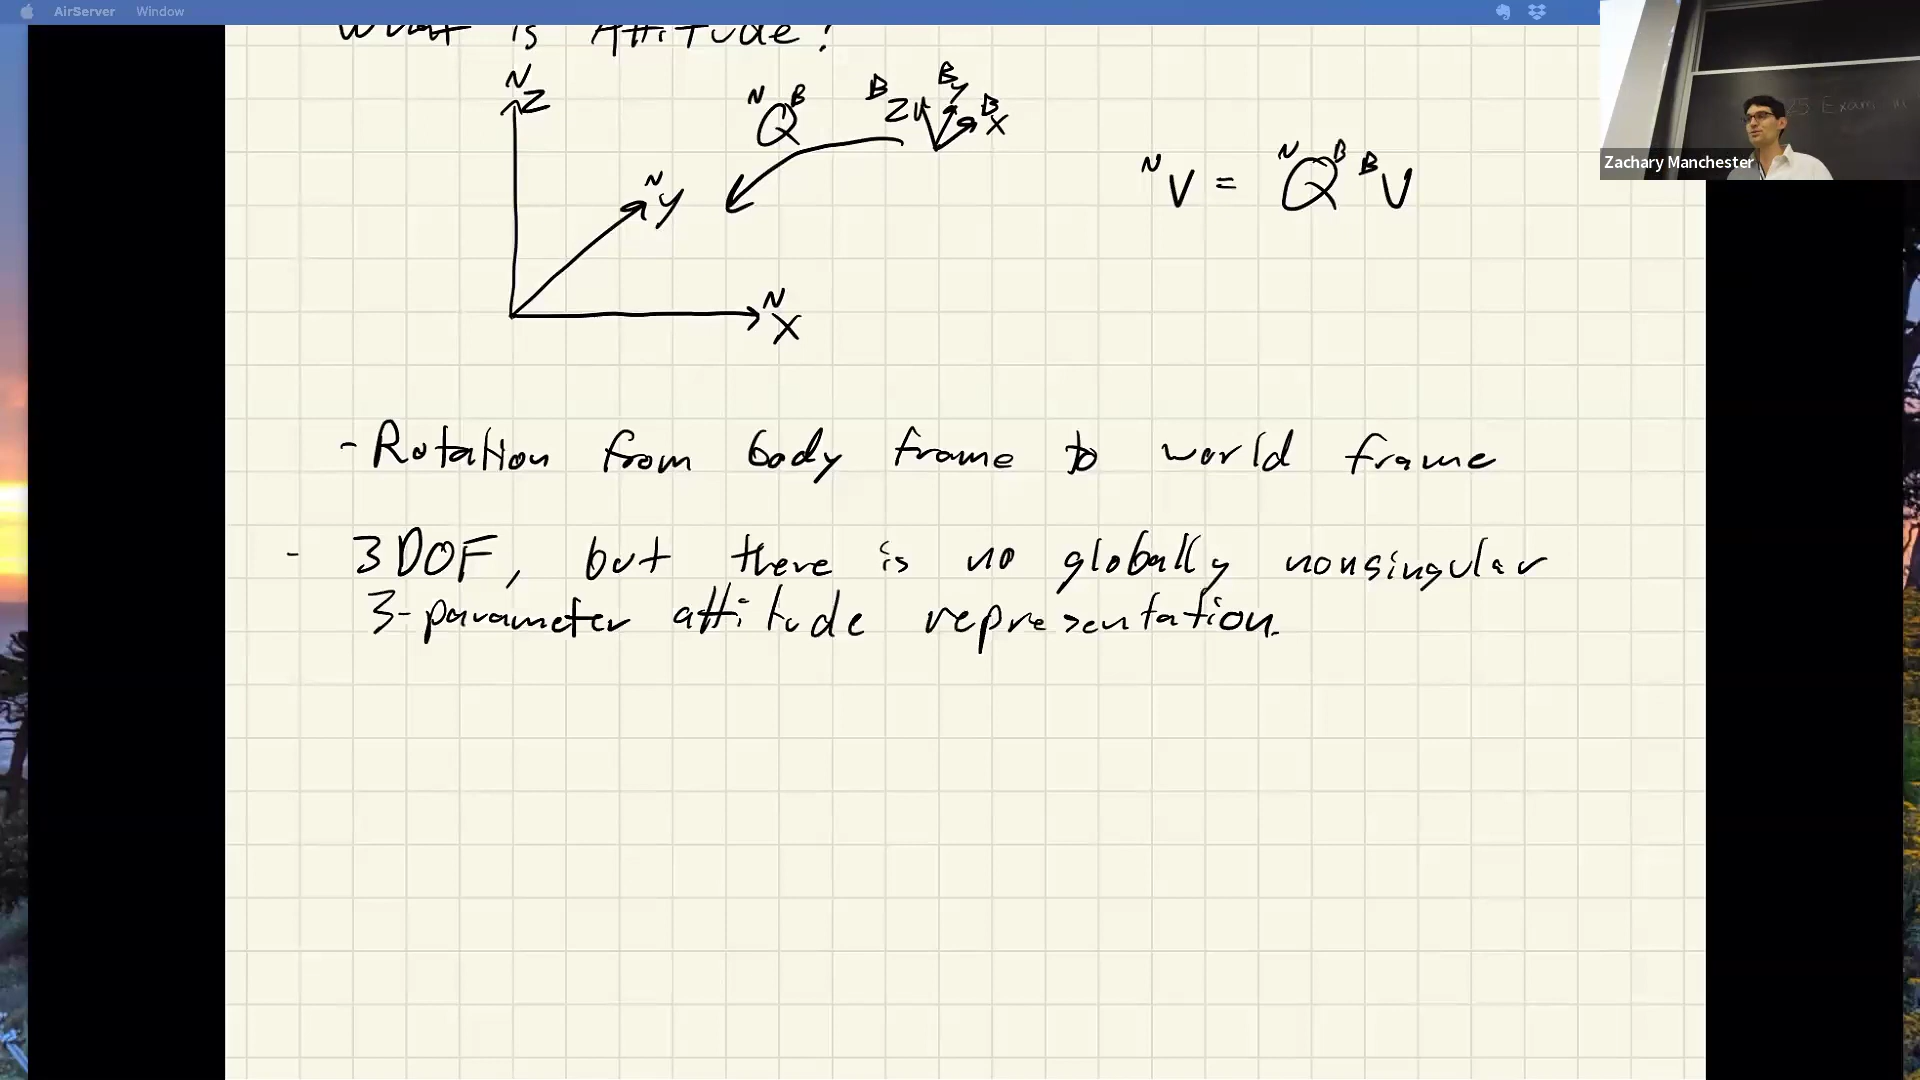 AirServer Window
What is Attitude?
N Z
N Q B
B Z
B y
B X
N y
N X
N V = N Q B B V
Zachary Manchester
- Rotation from body frame to world frame
- 3DOF, but there is no globally nonsingular
3-parameter attitude representation.